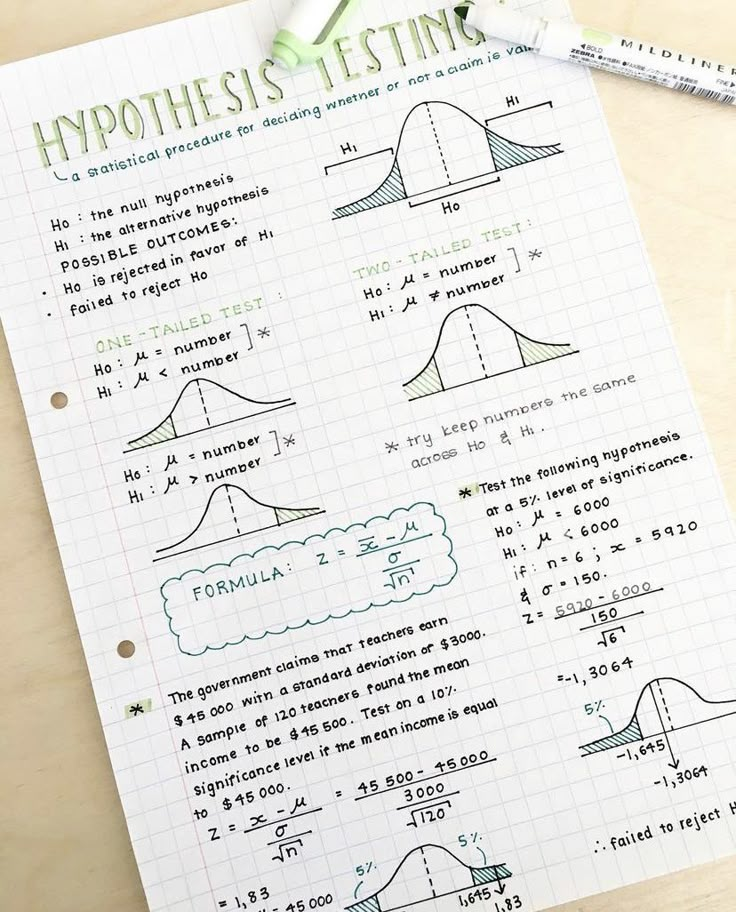 HYPOTHESIS TESTING
a statistical procedure for deciding whether or not a claim is
Ho : the null hypothesis
H1 : the alternative hypothesis
POSSIBLE OUTCOMES:
· Ho is rejected in favor of H1
· failed to reject Ho
H1
H1
Ho
ONE-TAILED TEST :
Ho : μ = number ] *
H1 : μ < number
Ho : μ = number ] *
H1 : μ > number
TWO-TAILED TEST :
Ho : μ = number ] *
H1 : μ ≠ number
* try keep numbers the same
across Ho & H1.
FORMULA: Z = (x̄ - μ) / (σ / √n)
* Test the following hypothesis
at a 5% level of significance.
Ho : μ = 6000
H1 : μ < 6000
if : n = 6 ; x = 5920
& σ = 150.
Z = (5920 - 6000) / (150 / √6)
= -1,3064
5%
-1,645
-1,3064
∴ failed to reject H
* The government claims that teachers earn
$45 000 with a standard deviation of $3000.
A sample of 120 teachers found the mean
income to be $45 500. Test on a 10%
significance level if the mean income is equal
to $45 000.
Z = (x - μ) / (σ / √n) = (45 500 - 45 000) / (3000 / √120)
= 1,83
45 000
5%
5%
1,645
1,83
BOLD
ZEBRA
MILDLINER
FINE